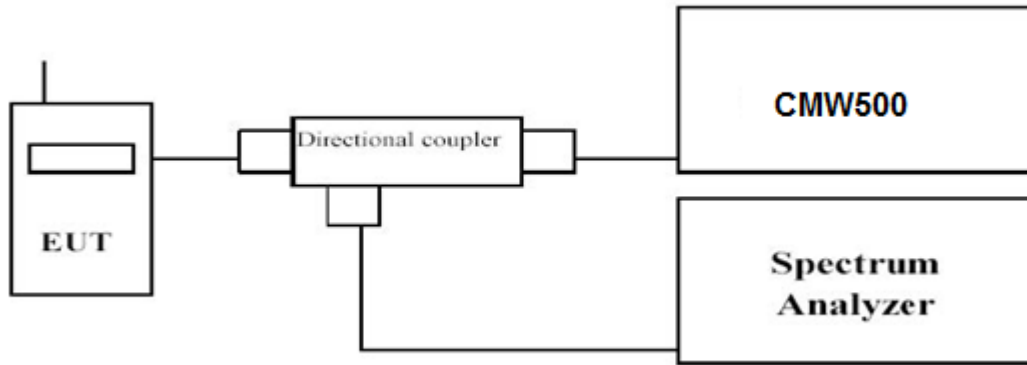 CMW500
Directional coupler
EUT
Spectrum
Analyzer